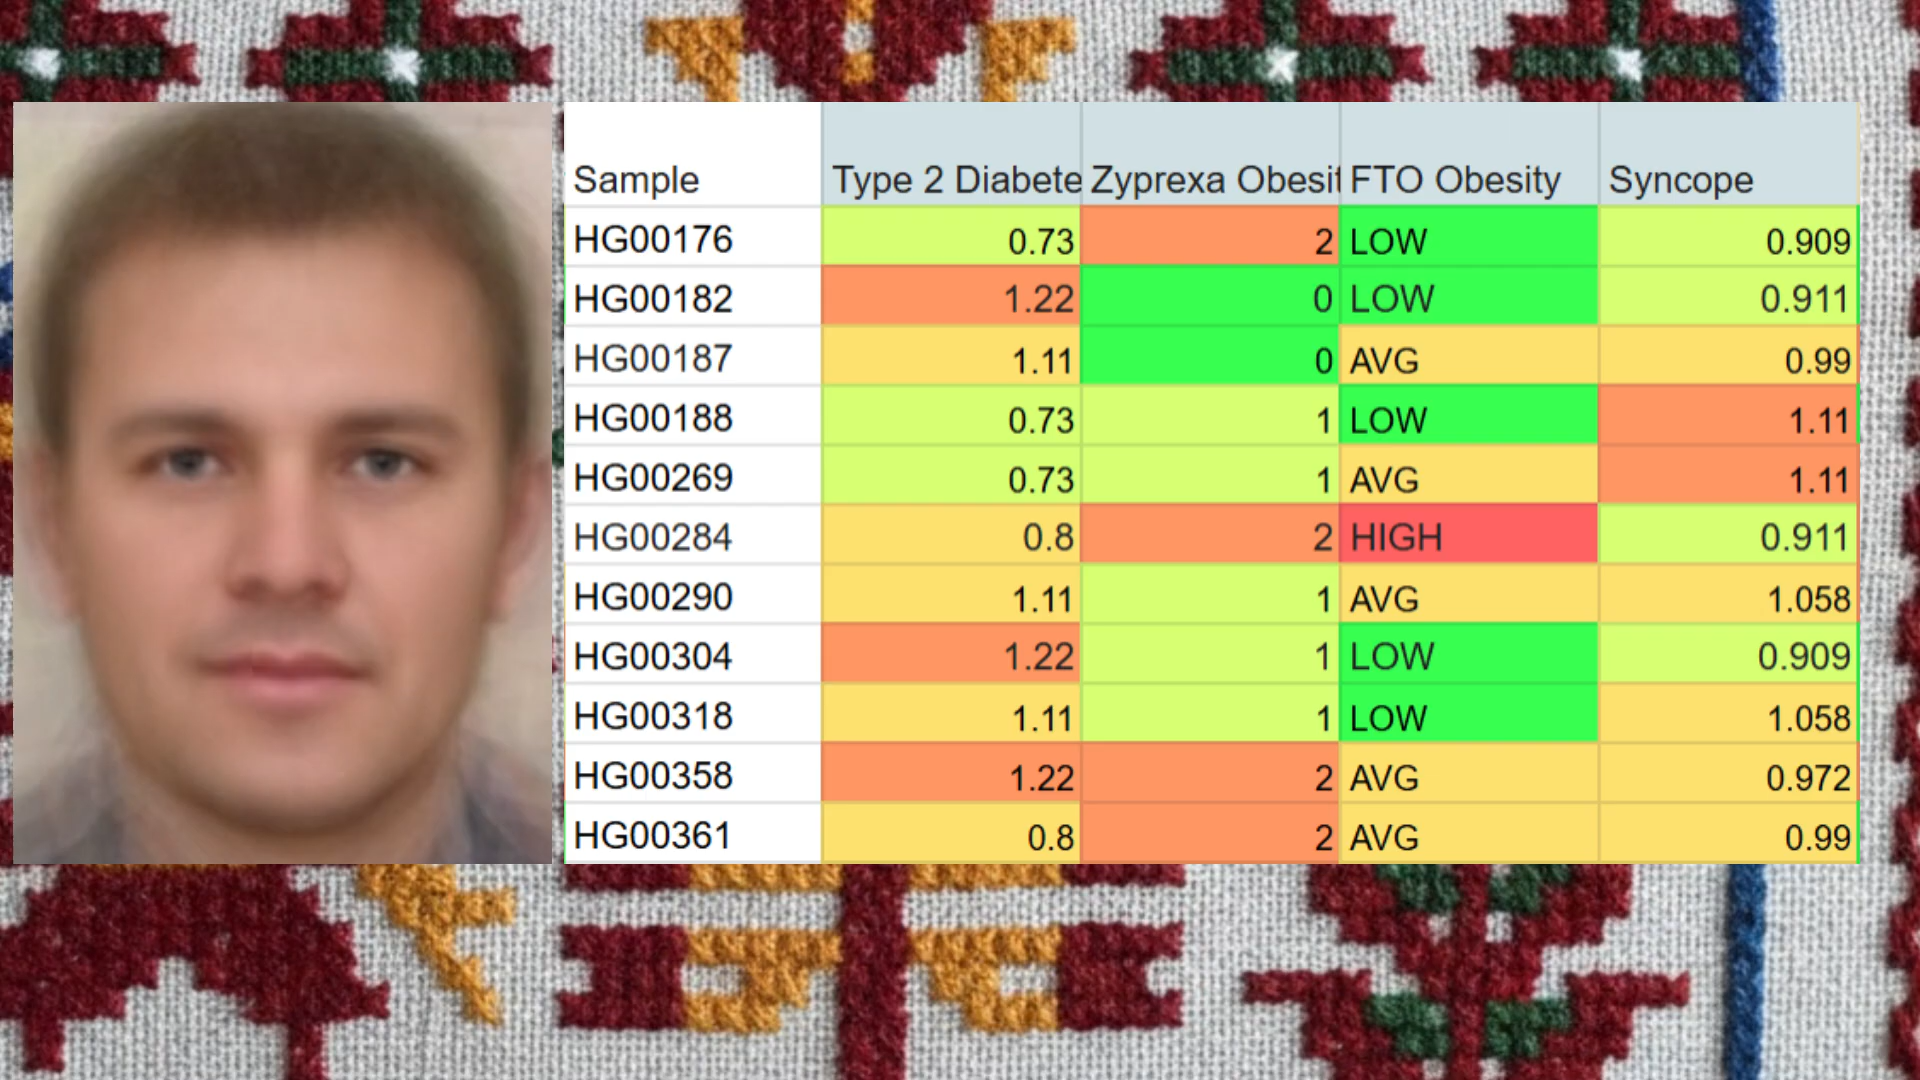 Sample Type 2 Diabete Zyprexa Obesit FTO Obesity Syncope
HG00176 0.73 2 LOW 0.909
HG00182 1.22 0 LOW 0.911
HG00187 1.11 0 AVG 0.99
HG00188 0.73 1 LOW 1.11
HG00269 0.73 1 AVG 1.11
HG00284 0.8 2 HIGH 0.911
HG00290 1.11 1 AVG 1.058
HG00304 1.22 1 LOW 0.909
HG00318 1.11 1 LOW 1.058
HG00358 1.22 2 AVG 0.972
HG00361 0.8 2 AVG 0.99